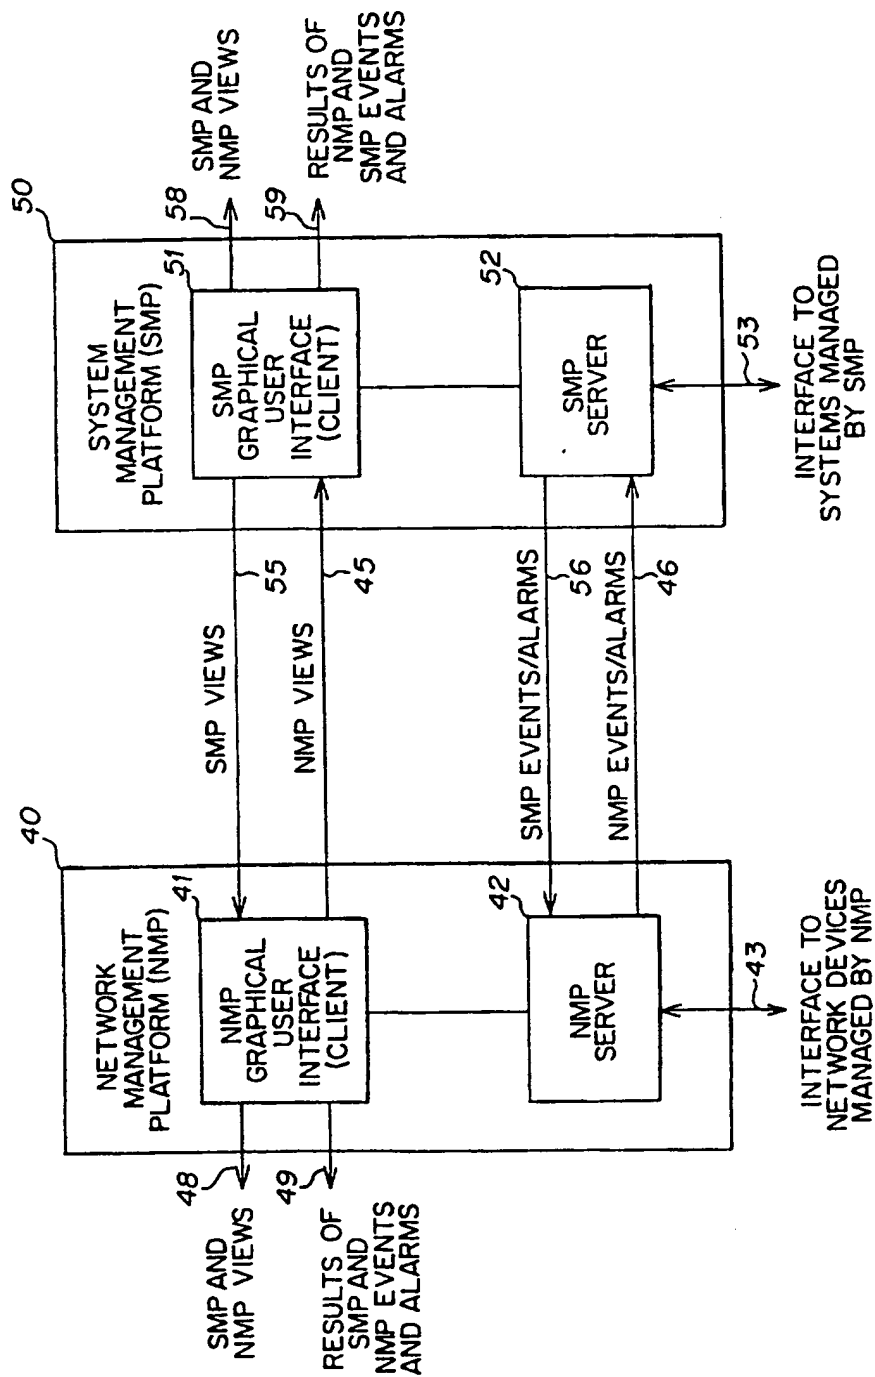 40
NETWORK
MANAGEMENT
PLATFORM (NMP)
41
NMP
GRAPHICAL
USER
INTERFACE
(CLIENT)
48
SMP AND
NMP VIEWS
49
RESULTS OF
SMP AND
NMP EVENTS
AND ALARMS
42
NMP
SERVER
43
INTERFACE TO
NETWORK DEVICES
MANAGED BY NMP
SMP VIEWS
55
NMP VIEWS
45
SMP EVENTS/ALARMS
56
NMP EVENTS/ALARMS
46
50
SYSTEM
MANAGEMENT
PLATFORM (SMP)
51
SMP
GRAPHICAL
USER
INTERFACE
(CLIENT)
58
SMP AND
NMP VIEWS
59
RESULTS OF
NMP AND
SMP EVENTS
AND ALARMS
52
SMP
SERVER
53
INTERFACE TO
SYSTEMS MANAGED
BY SMP